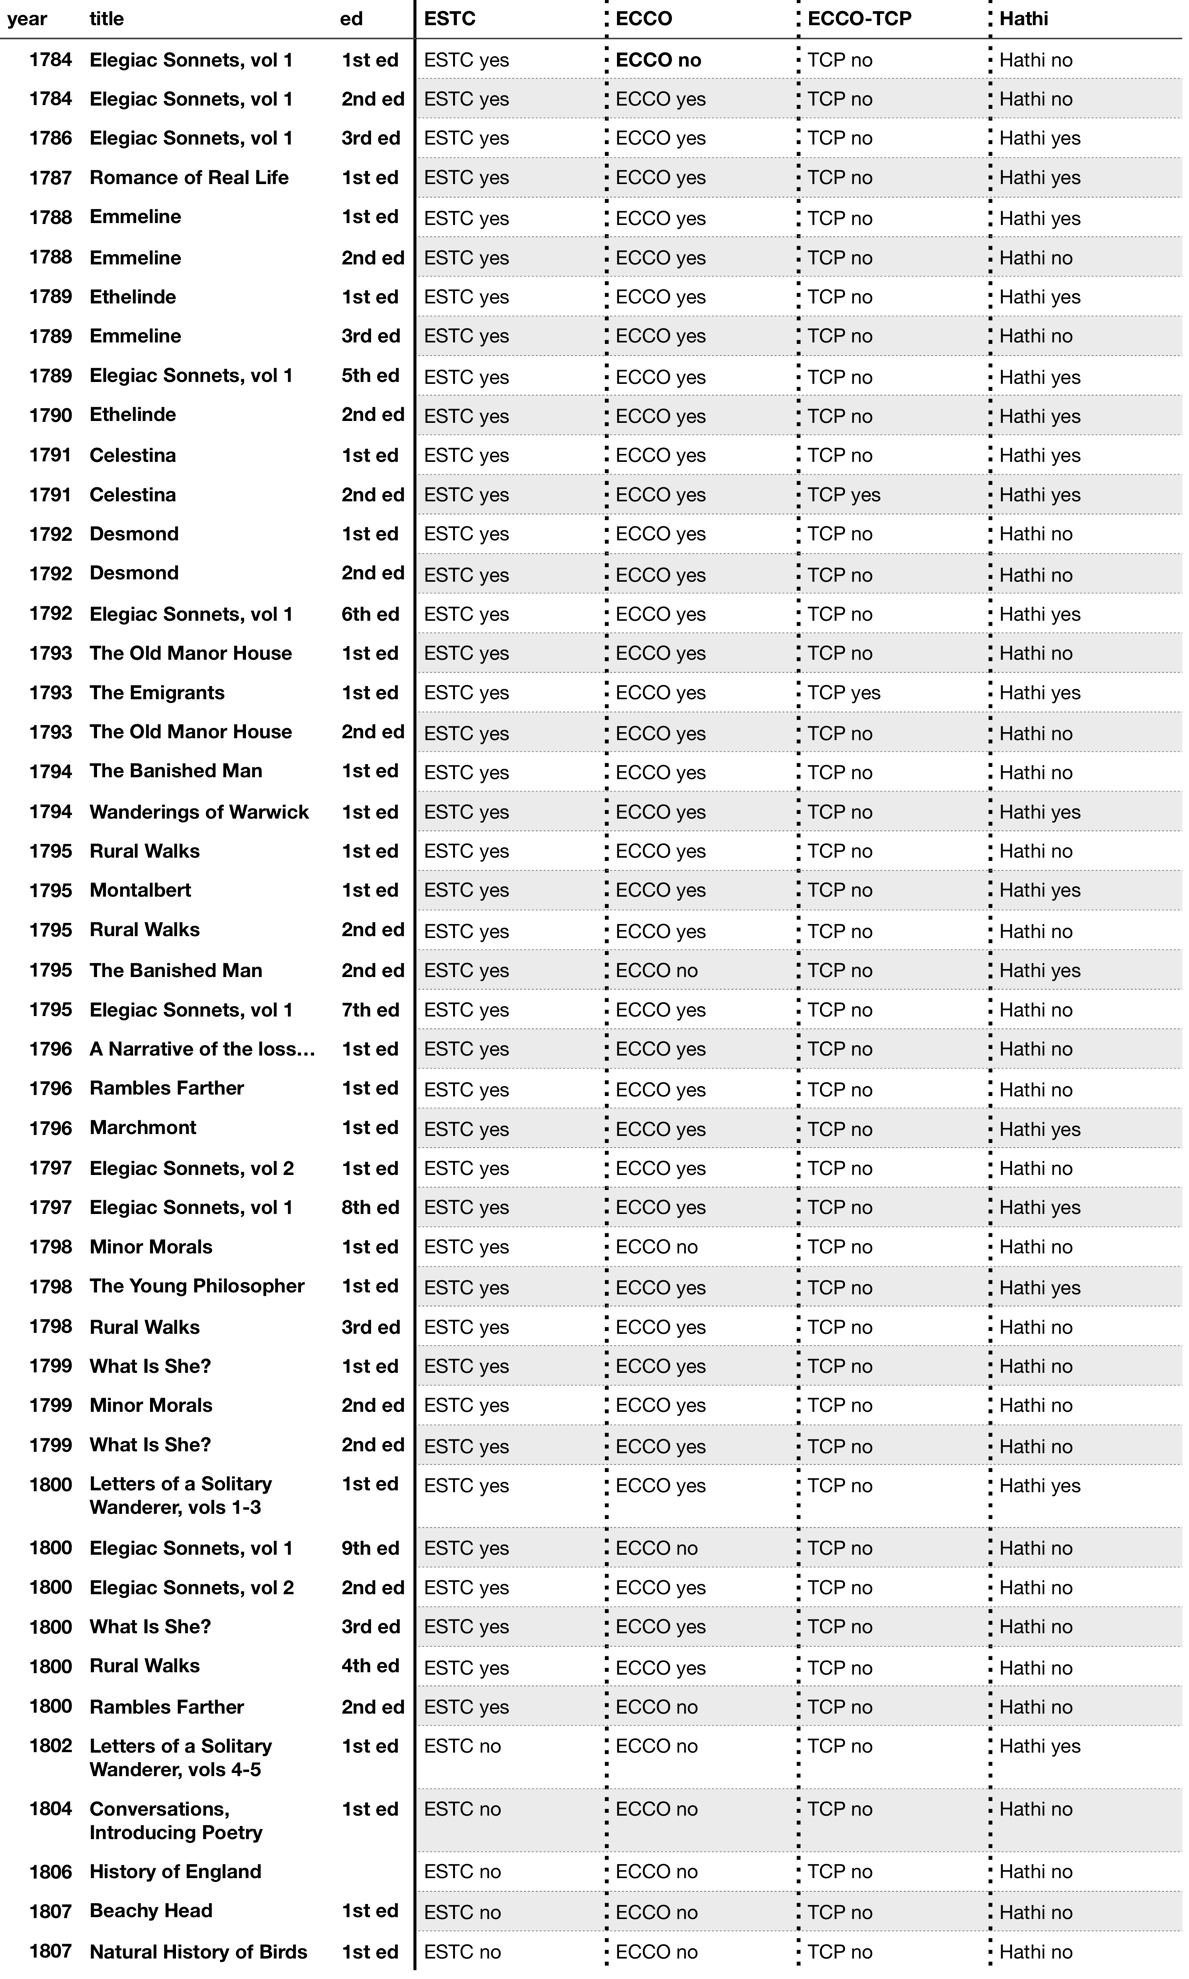 year title ed ESTC ECCO ECCO-TCP Hathi
1784 Elegiac Sonnets, vol 1 1st ed ESTC yes ECCO no TCP no Hathi no
1784 Elegiac Sonnets, vol 1 2nd ed ESTC yes ECCO yes TCP no Hathi no
1786 Elegiac Sonnets, vol 1 3rd ed ESTC yes ECCO yes TCP no Hathi yes
1787 Romance of Real Life 1st ed ESTC yes ECCO yes TCP no Hathi yes
1788 Emmeline 1st ed ESTC yes ECCO yes TCP no Hathi yes
1788 Emmeline 2nd ed ESTC yes ECCO yes TCP no Hathi no
1789 Ethelinde 1st ed ESTC yes ECCO yes TCP no Hathi yes
1789 Emmeline 3rd ed ESTC yes ECCO yes TCP no Hathi no
1789 Elegiac Sonnets, vol 1 5th ed ESTC yes ECCO yes TCP no Hathi yes
1790 Ethelinde 2nd ed ESTC yes ECCO yes TCP no Hathi yes
1791 Celestina 1st ed ESTC yes ECCO yes TCP no Hathi yes
1791 Celestina 2nd ed ESTC yes ECCO yes TCP yes Hathi yes
1792 Desmond 1st ed ESTC yes ECCO yes TCP no Hathi no
1792 Desmond 2nd ed ESTC yes ECCO yes TCP no Hathi no
1792 Elegiac Sonnets, vol 1 6th ed ESTC yes ECCO yes TCP no Hathi yes
1793 The Old Manor House 1st ed ESTC yes ECCO yes TCP no Hathi no
1793 The Emigrants 1st ed ESTC yes ECCO yes TCP yes Hathi yes
1793 The Old Manor House 2nd ed ESTC yes ECCO yes TCP no Hathi no
1794 The Banished Man 1st ed ESTC yes ECCO yes TCP no Hathi no
1794 Wanderings of Warwick 1st ed ESTC yes ECCO yes TCP no Hathi yes
1795 Rural Walks 1st ed ESTC yes ECCO yes TCP no Hathi no
1795 Montalbert 1st ed ESTC yes ECCO yes TCP no Hathi yes
1795 Rural Walks 2nd ed ESTC yes ECCO yes TCP no Hathi no
1795 The Banished Man 2nd ed ESTC yes ECCO no TCP no Hathi yes
1795 Elegiac Sonnets, vol 1 7th ed ESTC yes ECCO yes TCP no Hathi no
1796 A Narrative of the loss… 1st ed ESTC yes ECCO yes TCP no Hathi no
1796 Rambles Farther 1st ed ESTC yes ECCO yes TCP no Hathi no
1796 Marchmont 1st ed ESTC yes ECCO yes TCP no Hathi yes
1797 Elegiac Sonnets, vol 2 1st ed ESTC yes ECCO yes TCP no Hathi no
1797 Elegiac Sonnets, vol 1 8th ed ESTC yes ECCO yes TCP no Hathi yes
1798 Minor Morals 1st ed ESTC yes ECCO no TCP no Hathi no
1798 The Young Philosopher 1st ed ESTC yes ECCO yes TCP no Hathi yes
1798 Rural Walks 3rd ed ESTC yes ECCO yes TCP no Hathi no
1799 What Is She? 1st ed ESTC yes ECCO yes TCP no Hathi no
1799 Minor Morals 2nd ed ESTC yes ECCO yes TCP no Hathi no
1799 What Is She? 2nd ed ESTC yes ECCO yes TCP no Hathi no
1800 Letters of a Solitary 1st ed ESTC yes ECCO yes TCP no Hathi yes
Wanderer, vols 1-3
1800 Elegiac Sonnets, vol 1 9th ed ESTC yes ECCO no TCP no Hathi no
1800 Elegiac Sonnets, vol 2 2nd ed ESTC yes ECCO yes TCP no Hathi no
1800 What Is She? 3rd ed ESTC yes ECCO yes TCP no Hathi no
1800 Rural Walks 4th ed ESTC yes ECCO yes TCP no Hathi no
1800 Rambles Farther 2nd ed ESTC yes ECCO no TCP no Hathi no
1802 Letters of a Solitary 1st ed ESTC no ECCO no TCP no Hathi yes
Wanderer, vols 4-5
1804 Conversations, 1st ed ESTC no ECCO no TCP no Hathi no
Introducing Poetry
1806 History of England ESTC no ECCO no TCP no Hathi no
1807 Beachy Head 1st ed ESTC no ECCO no TCP no Hathi no
1807 Natural History of Birds 1st ed ESTC no ECCO no TCP no Hathi no